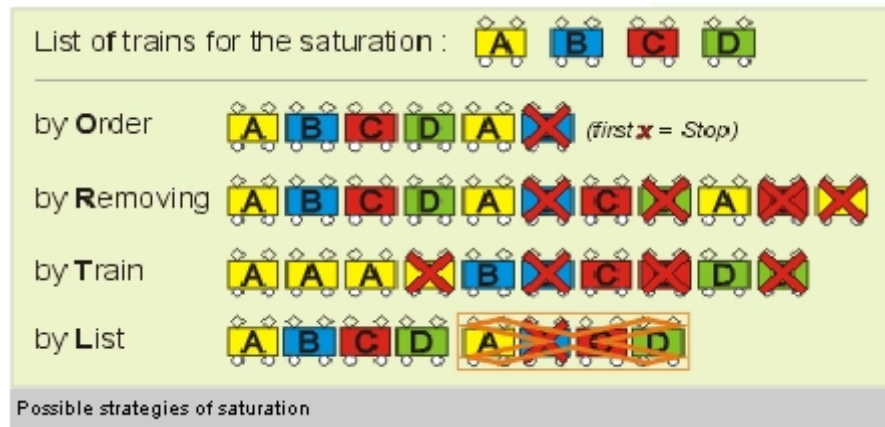 List of trains for the saturation : A B C D
by Order A B C D A (first x = Stop)
by Removing A B C D A C A
by Train A A A B C D
by List A B C D A C D
Possible strategies of saturation